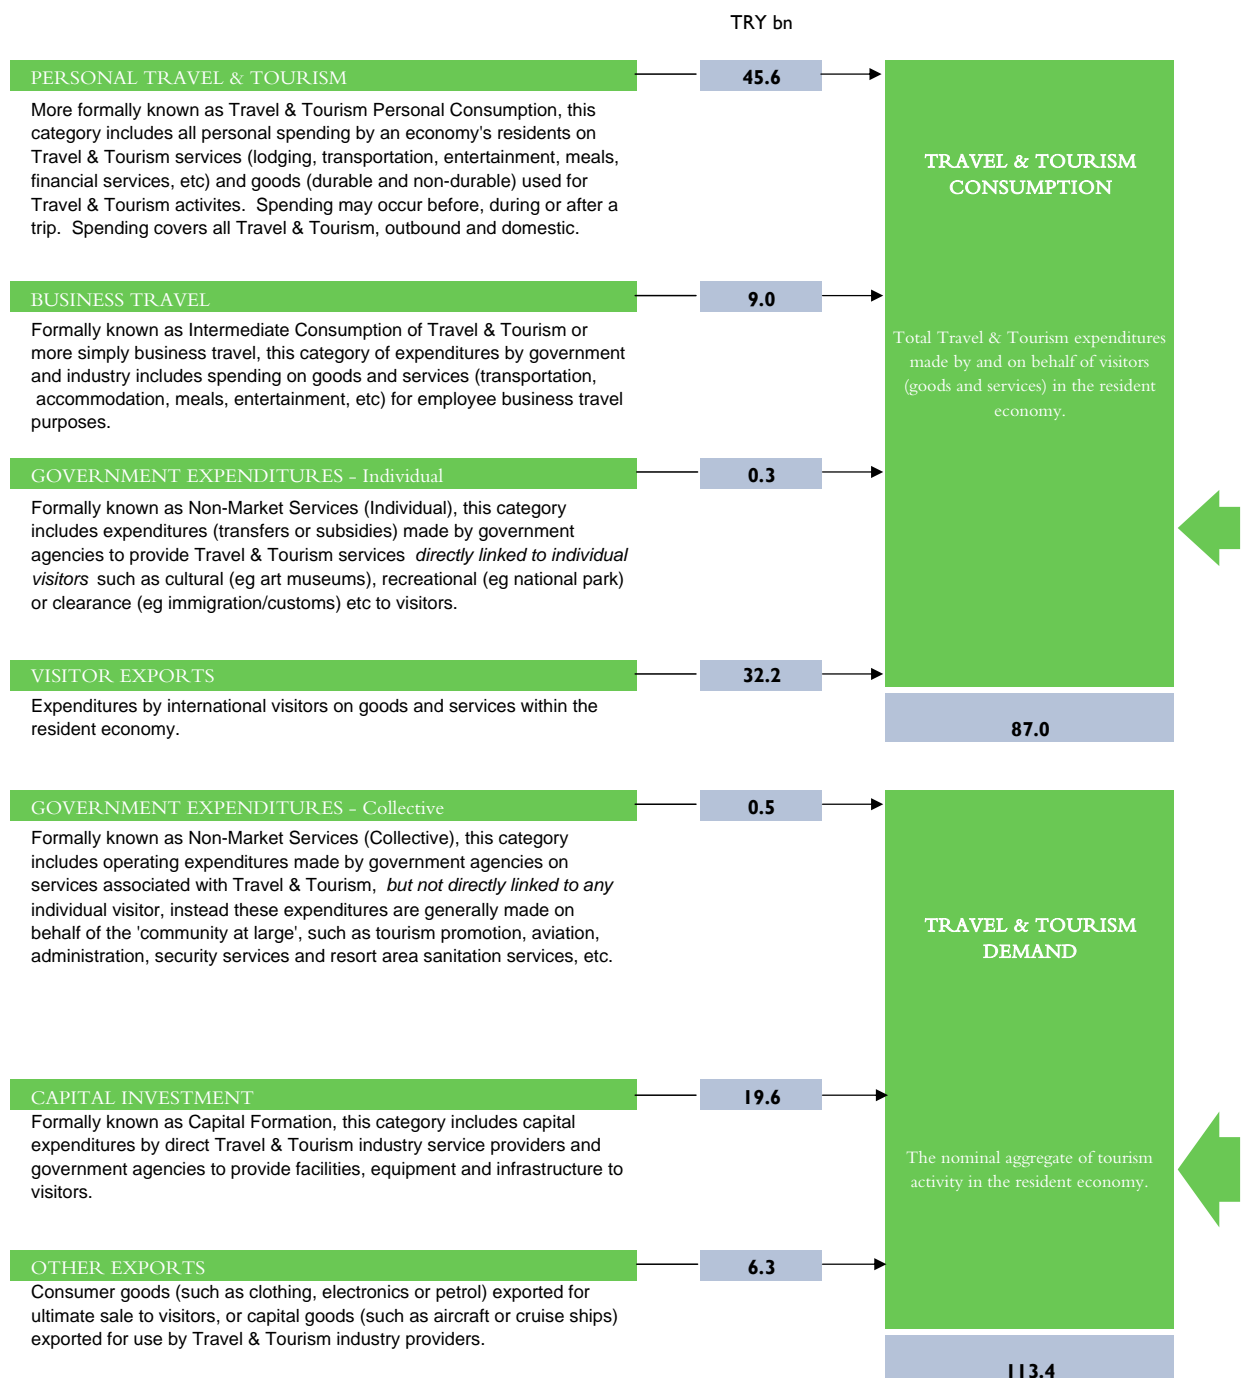 TRY bn
PERSONAL TRAVEL & TOURISM
45.6
More formally known as Travel & Tourism Personal Consumption, this
category includes all personal spending by an economy's residents on
Travel & Tourism services (lodging, transportation, entertainment, meals,
financial services, etc) and goods (durable and non-durable) used for
Travel & Tourism activites.  Spending may occur before, during or after a
trip.  Spending covers all Travel & Tourism, outbound and domestic.
TRAVEL & TOURISM
CONSUMPTION
BUSINESS TRAVEL
9.0
Formally known as Intermediate Consumption of Travel & Tourism or
more simply business travel, this category of expenditures by government
and industry includes spending on goods and services (transportation,
accommodation, meals, entertainment, etc) for employee business travel
purposes.
Total Travel & Tourism expenditures
made by and on behalf of visitors
(goods and services) in the resident
economy.
GOVERNMENT EXPENDITURES - Individual
0.3
Formally known as Non-Market Services (Individual), this category
includes expenditures (transfers or subsidies) made by government
agencies to provide Travel & Tourism services  directly linked to individual
visitors  such as cultural (eg art museums), recreational (eg national park)
or clearance (eg immigration/customs) etc to visitors.
VISITOR EXPORTS
32.2
Expenditures by international visitors on goods and services within the
resident economy.
87.0
GOVERNMENT EXPENDITURES - Collective
0.5
Formally known as Non-Market Services (Collective), this category
includes operating expenditures made by government agencies on
services associated with Travel & Tourism,  but not directly linked to any
individual visitor, instead these expenditures are generally made on
behalf of the 'community at large', such as tourism promotion, aviation,
administration, security services and resort area sanitation services, etc.
TRAVEL & TOURISM
DEMAND
CAPITAL INVESTMENT
19.6
Formally known as Capital Formation, this category includes capital
expenditures by direct Travel & Tourism industry service providers and
government agencies to provide facilities, equipment and infrastructure to
visitors.
The nominal aggregate of tourism
activity in the resident economy.
OTHER EXPORTS
6.3
Consumer goods (such as clothing, electronics or petrol) exported for
ultimate sale to visitors, or capital goods (such as aircraft or cruise ships)
exported for use by Travel & Tourism industry providers.
113.4